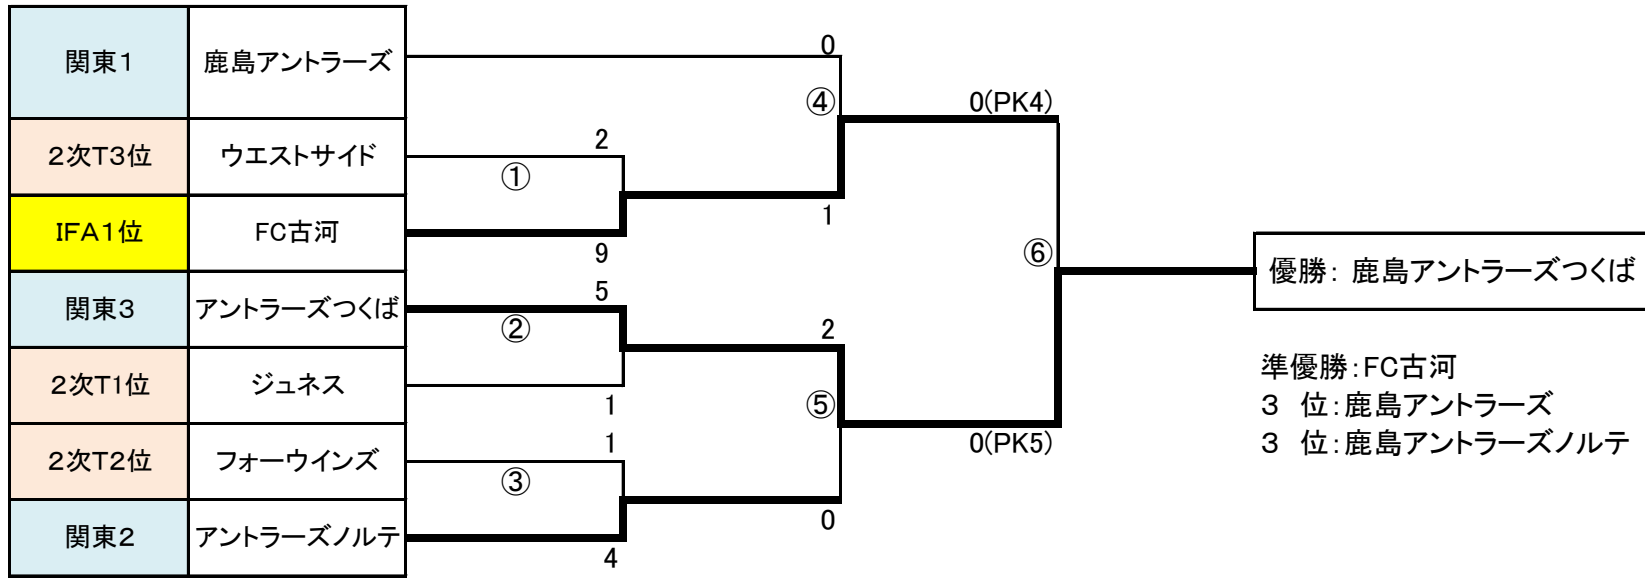 関東1 鹿島アントラーズ
0
④
0(PK4)
2次T3位 ウエストサイド
2
①
IFA1位 FC古河
1
9
⑥
優勝: 鹿島アントラーズつくば
関東3 アントラーズつくば
5
②
2
2次T1位 ジュネス
1
⑤
0(PK5)
準優勝:FC古河
3 位:鹿島アントラーズ
3 位:鹿島アントラーズノルテ
2次T2位 フォーウインズ
1
③
0
関東2 アントラーズノルテ
4